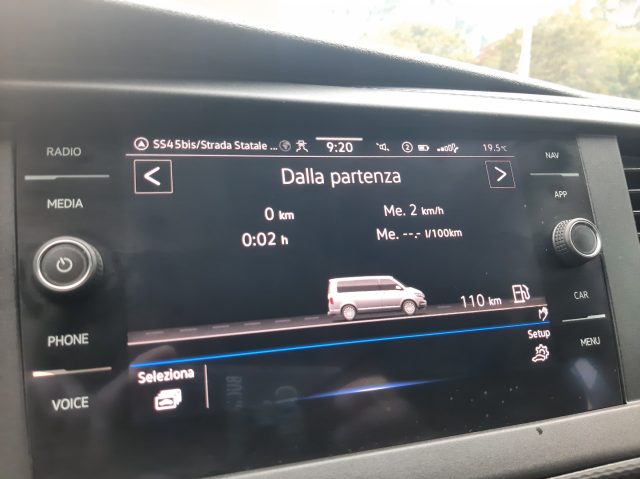 RADIO
SS45bis/Strada Statale ... 9:20 2 19.5°C
NAV
Dalla partenza
MEDIA
APP
0 km Me. 2 km/h
0:02 h Me. --.- l/100km
110 km
CAR
PHONE
Setup
MENU
Seleziona
VOICE